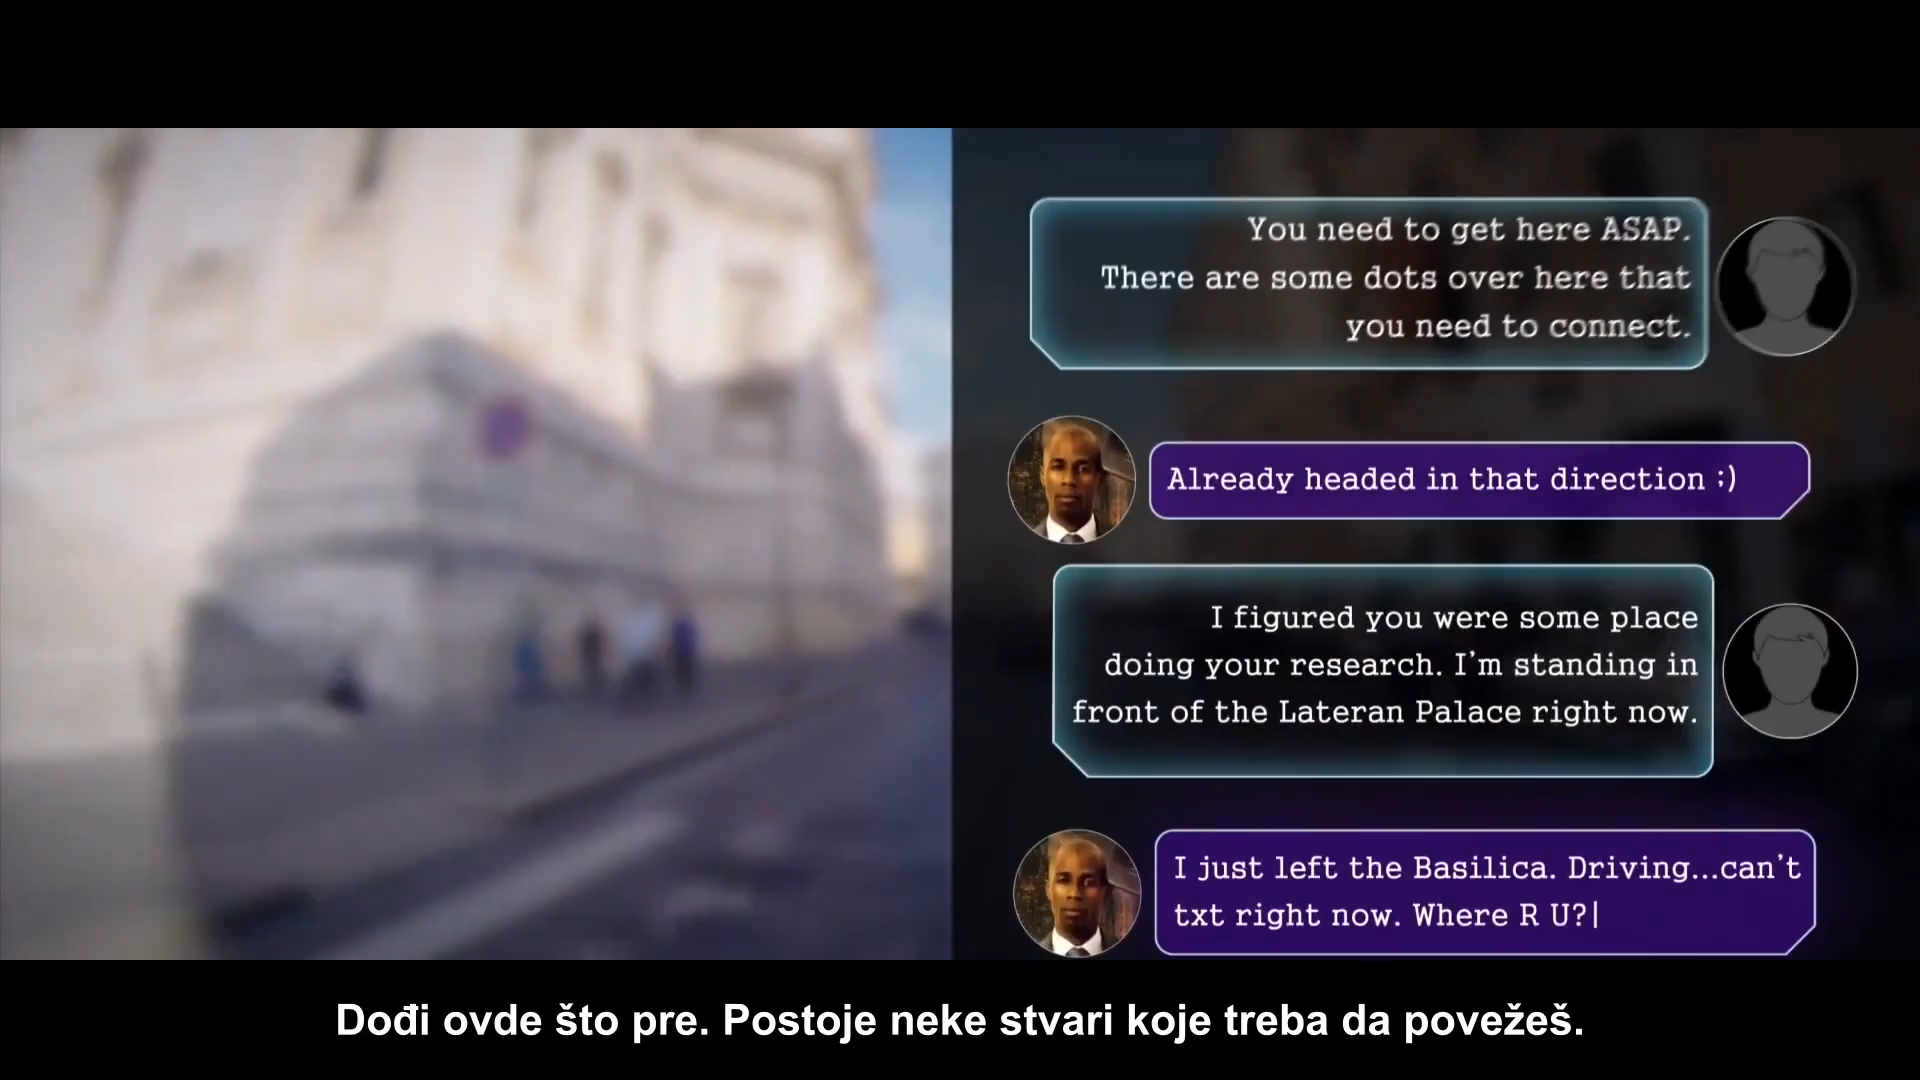 You need to get here ASAP.
There are some dots over here that
you need to connect.
Already headed in that direction :)
I figured you were some place
doing your research. I'm standing in
front of the Lateran Palace right now.
I just left the Basilica. Driving...can't
txt right now. Where R U?|
Dođi ovde što pre. Postoje neke stvari koje treba da povežeš.